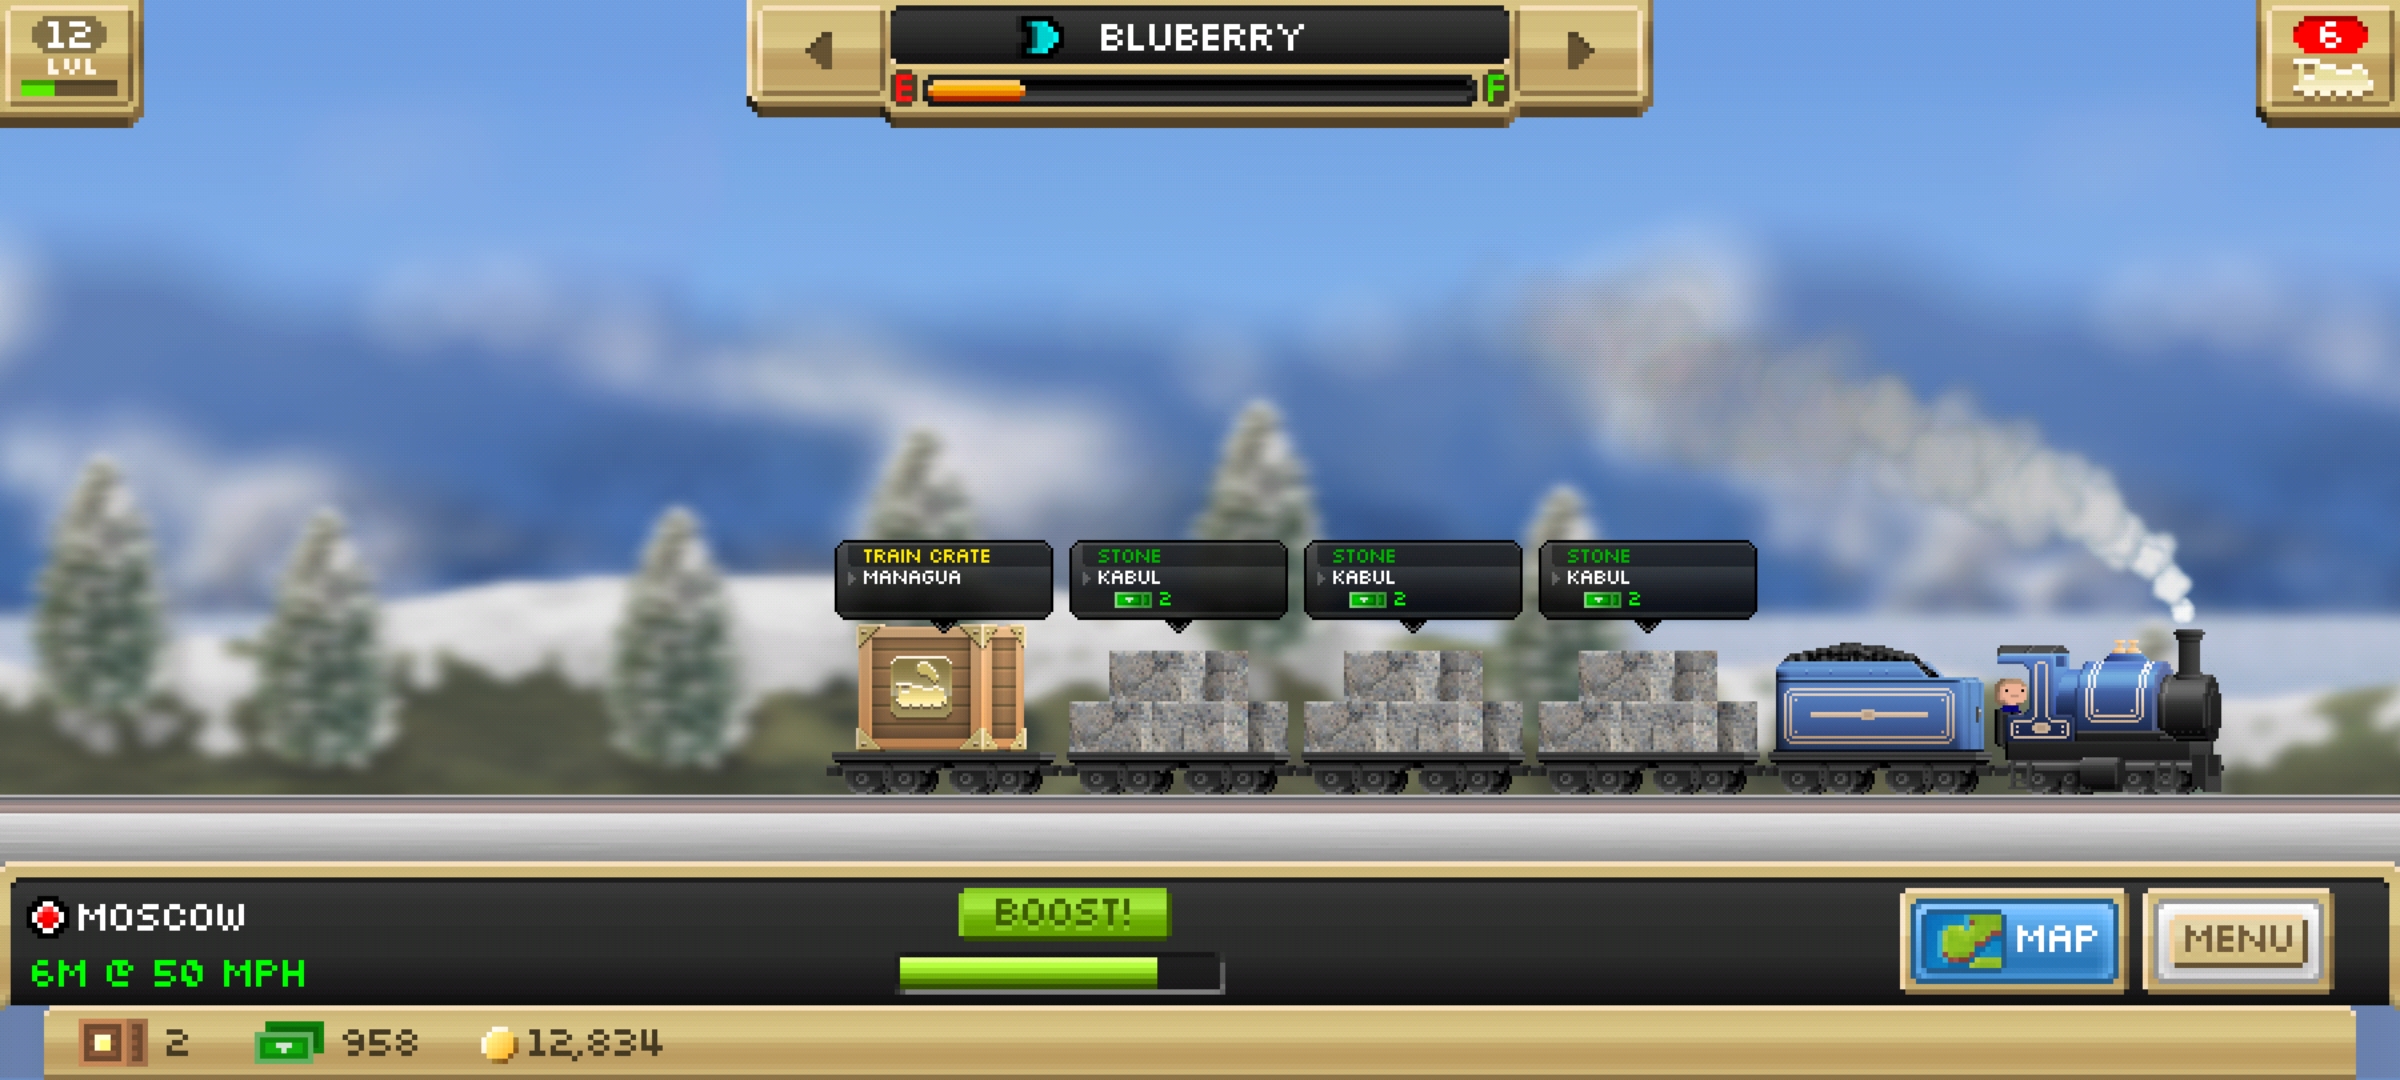 12
LVL
BLUBERRY
E
F
6
TRAIN CRATE
MANAGUA
STONE
KABUL
2
STONE
KABUL
2
STONE
KABUL
2
MOSCOW
6M @ 50 MPH
BOOST!
MAP
MENU
2
958
12,834